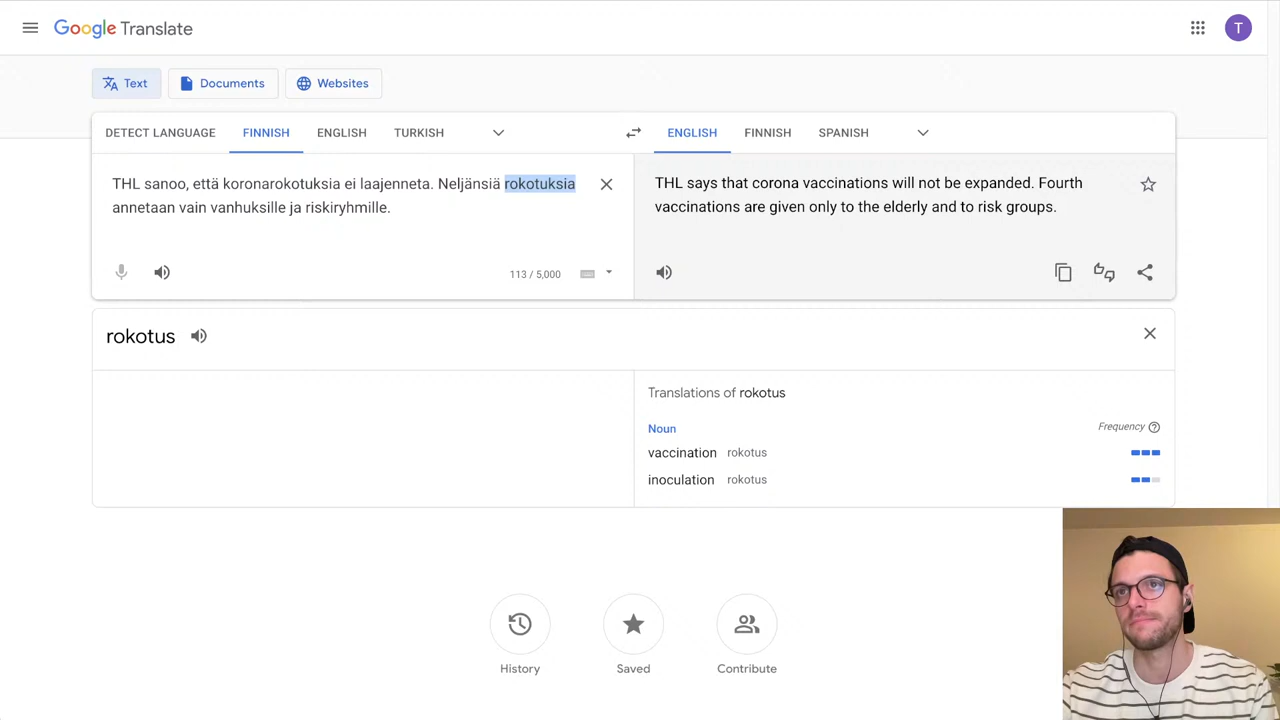 Google Translate
T
Text
Documents
Websites
DETECT LANGUAGE
FINNISH
ENGLISH
TURKISH
ENGLISH
FINNISH
SPANISH
THL sanoo, että koronarokotuksia ei laajenneta. Neljänsiä rokotuksia
annetaan vain vanhuksille ja riskiryhmille.
113 / 5,000
THL says that corona vaccinations will not be expanded. Fourth
vaccinations are given only to the elderly and to risk groups.
rokotus
Translations of rokotus
Noun
Frequency
vaccination rokotus
inoculation rokotus
History
Saved
Contribute